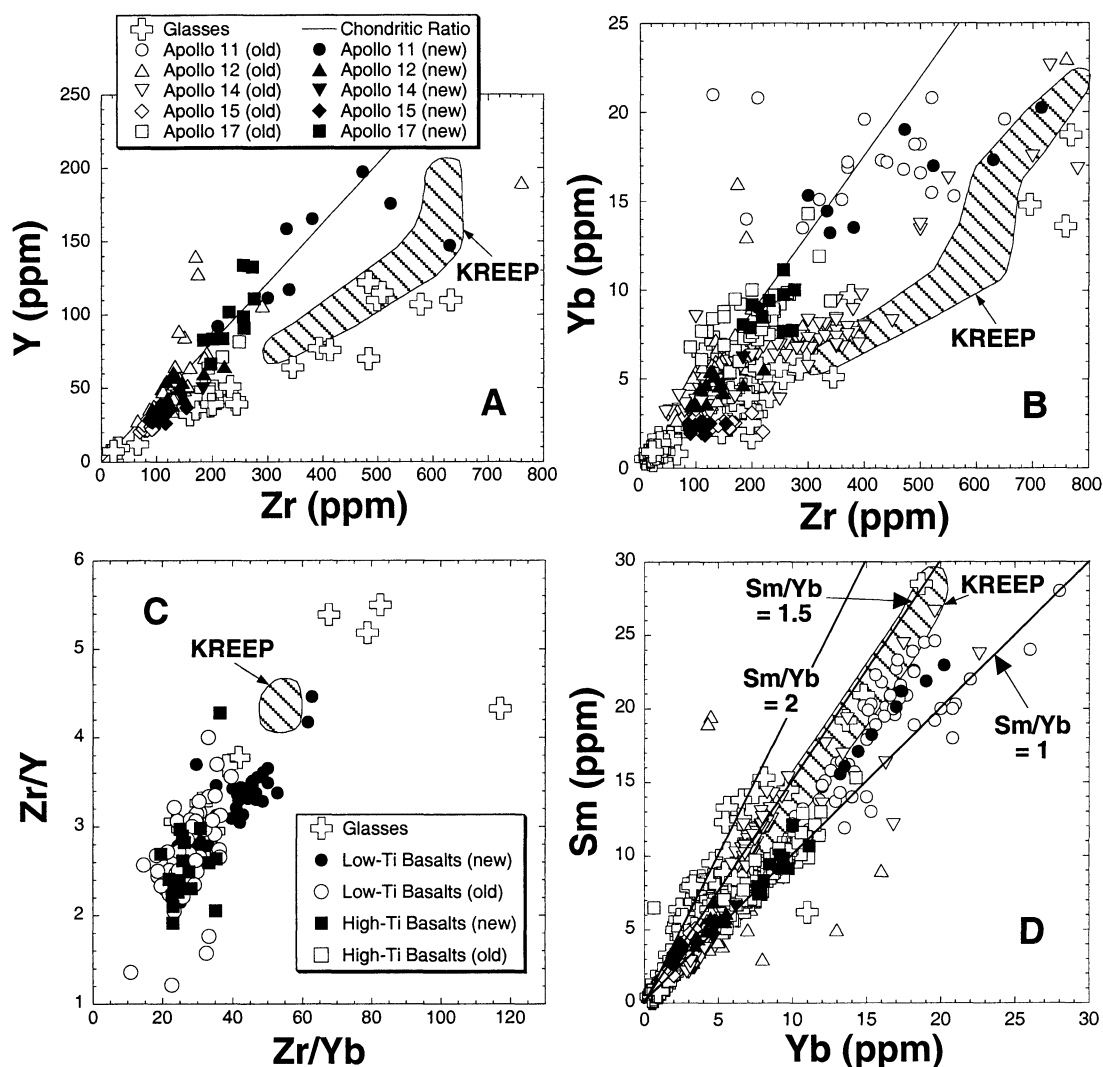 Glasses
Chondritic Ratio
Apollo 11 (old)
Apollo 11 (new)
Apollo 12 (old)
Apollo 12 (new)
Apollo 14 (old)
Apollo 14 (new)
Apollo 15 (old)
Apollo 15 (new)
Apollo 17 (old)
Apollo 17 (new)
250
200
150
100
50
0
Y (ppm)
KREEP
A
0 100 200 300 400 500 600 700 800
Zr (ppm)
25
20
15
10
5
0
Yb (ppm)
KREEP
B
0 100 200 300 400 500 600 700 800
Zr (ppm)
6
5
4
3
2
1
Zr/Y
C
KREEP
Glasses
Low-Ti Basalts (new)
Low-Ti Basalts (old)
High-Ti Basalts (new)
High-Ti Basalts (old)
0 20 40 60 80 100 120
Zr/Yb
30
25
20
15
10
5
0
Sm (ppm)
Sm/Yb
= 1.5
KREEP
Sm/Yb
= 2
Sm/Yb
= 1
D
0 5 10 15 20 25 30
Yb (ppm)